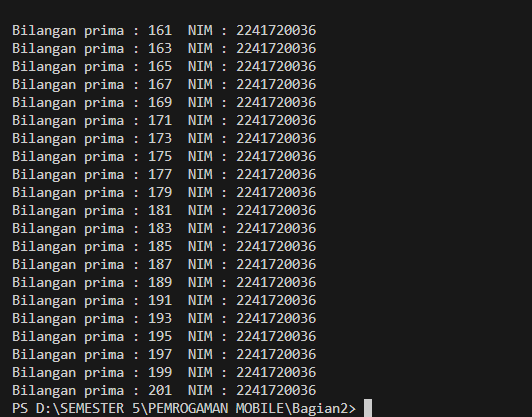 Bilangan prima : 161  NIM : 2241720036
Bilangan prima : 163  NIM : 2241720036
Bilangan prima : 165  NIM : 2241720036
Bilangan prima : 167  NIM : 2241720036
Bilangan prima : 169  NIM : 2241720036
Bilangan prima : 171  NIM : 2241720036
Bilangan prima : 173  NIM : 2241720036
Bilangan prima : 175  NIM : 2241720036
Bilangan prima : 177  NIM : 2241720036
Bilangan prima : 179  NIM : 2241720036
Bilangan prima : 181  NIM : 2241720036
Bilangan prima : 183  NIM : 2241720036
Bilangan prima : 185  NIM : 2241720036
Bilangan prima : 187  NIM : 2241720036
Bilangan prima : 189  NIM : 2241720036
Bilangan prima : 191  NIM : 2241720036
Bilangan prima : 193  NIM : 2241720036
Bilangan prima : 195  NIM : 2241720036
Bilangan prima : 197  NIM : 2241720036
Bilangan prima : 199  NIM : 2241720036
Bilangan prima : 201  NIM : 2241720036
PS D:\SEMESTER 5\PEMROGAMAN MOBILE\Bagian2>